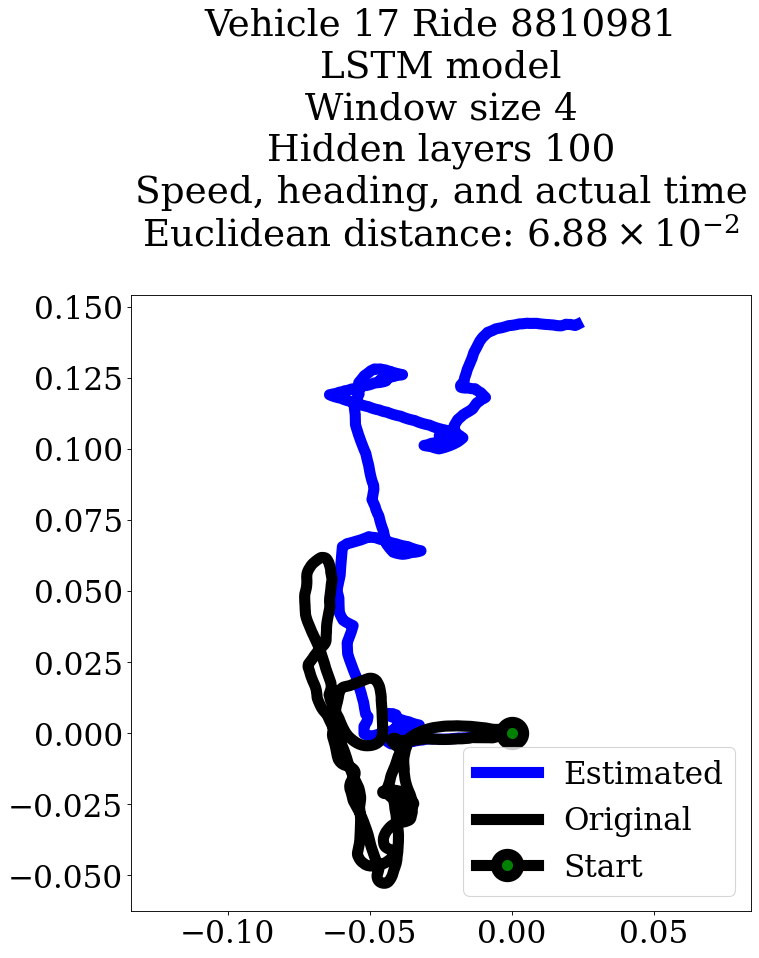 Vehicle 17 Ride 8810981
LSTM model
Window size 4
Hidden layers 100
Speed, heading, and actual time
Euclidean distance: 6.88 × 10⁻²
0.150
0.125
0.100
0.075
0.050
0.025
0.000
−0.025
−0.050
Estimated
Original
Start
−0.10 −0.05 0.00 0.05